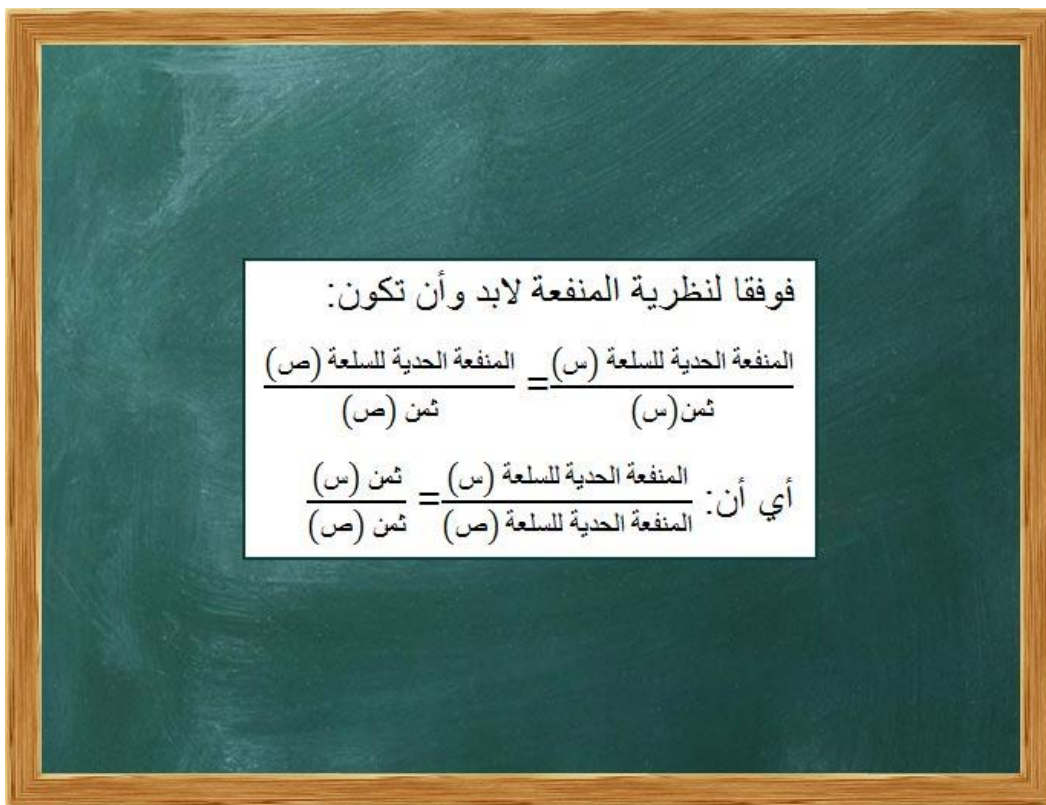 فوفقا لنظرية المنفعة لابد وأن تكون:
المنفعة الحدية للسلعة (س) = المنفعة الحدية للسلعة (ص)
ثمن(س) ثمن (ص)
أي أن: المنفعة الحدية للسلعة (س) = ثمن (س)
المنفعة الحدية للسلعة (ص) ثمن (ص)